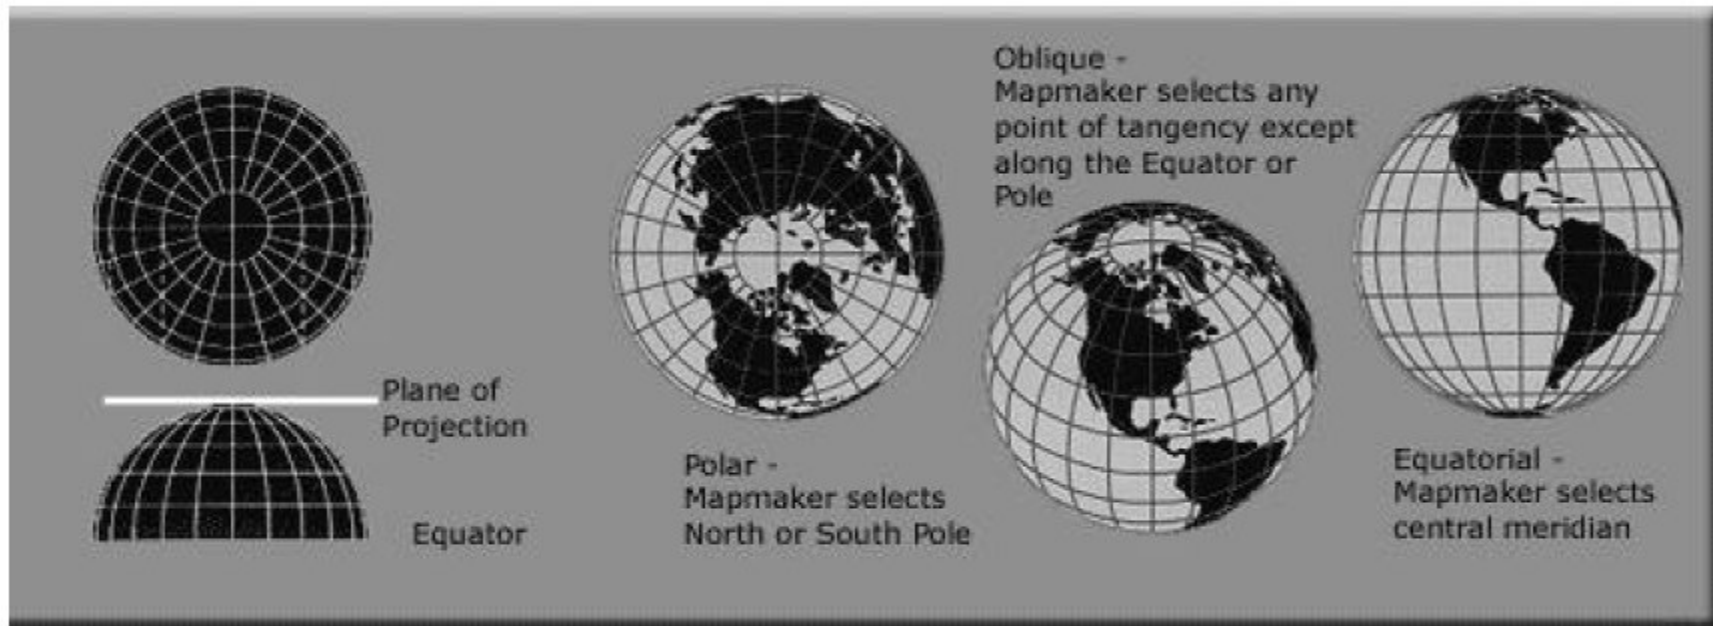 Plane of
Projection
Equator
Polar -
Mapmaker selects
North or South Pole
Oblique -
Mapmaker selects any
point of tangency except
along the Equator or
Pole
Equatorial -
Mapmaker selects
central meridian